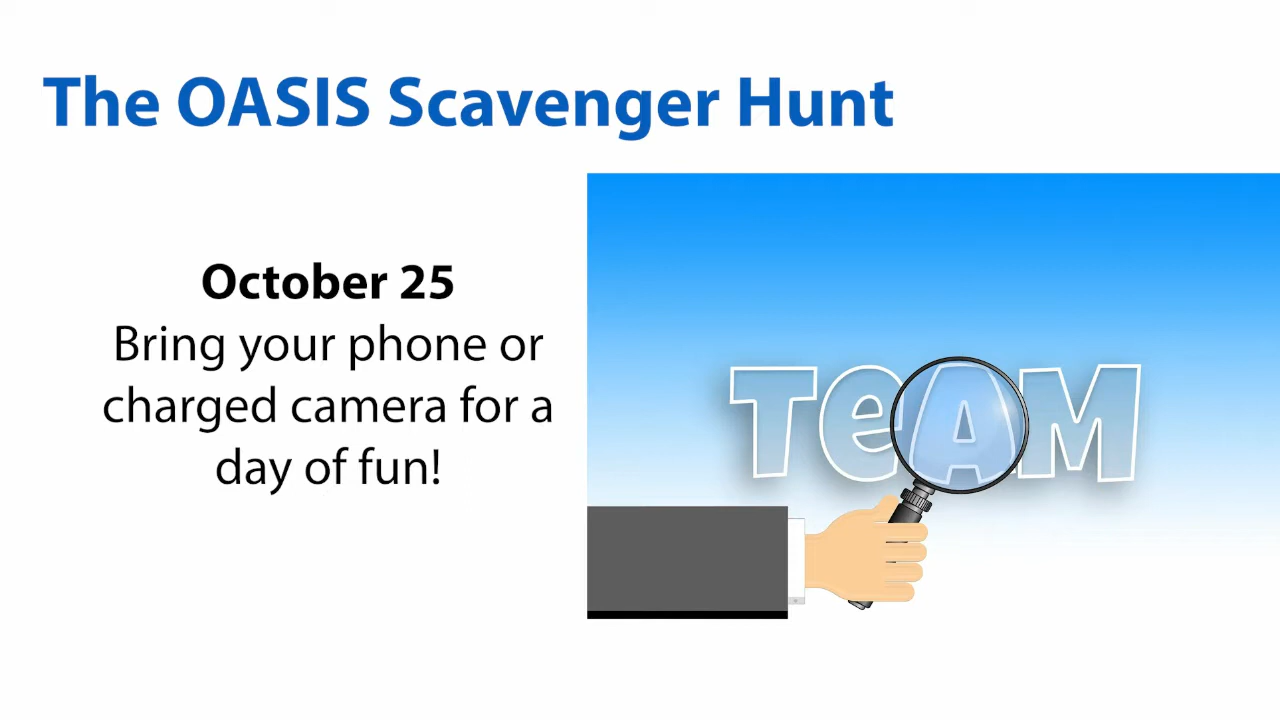 The OASIS Scavenger Hunt
October 25
Bring your phone or
charged camera for a
day of fun!
TeAM